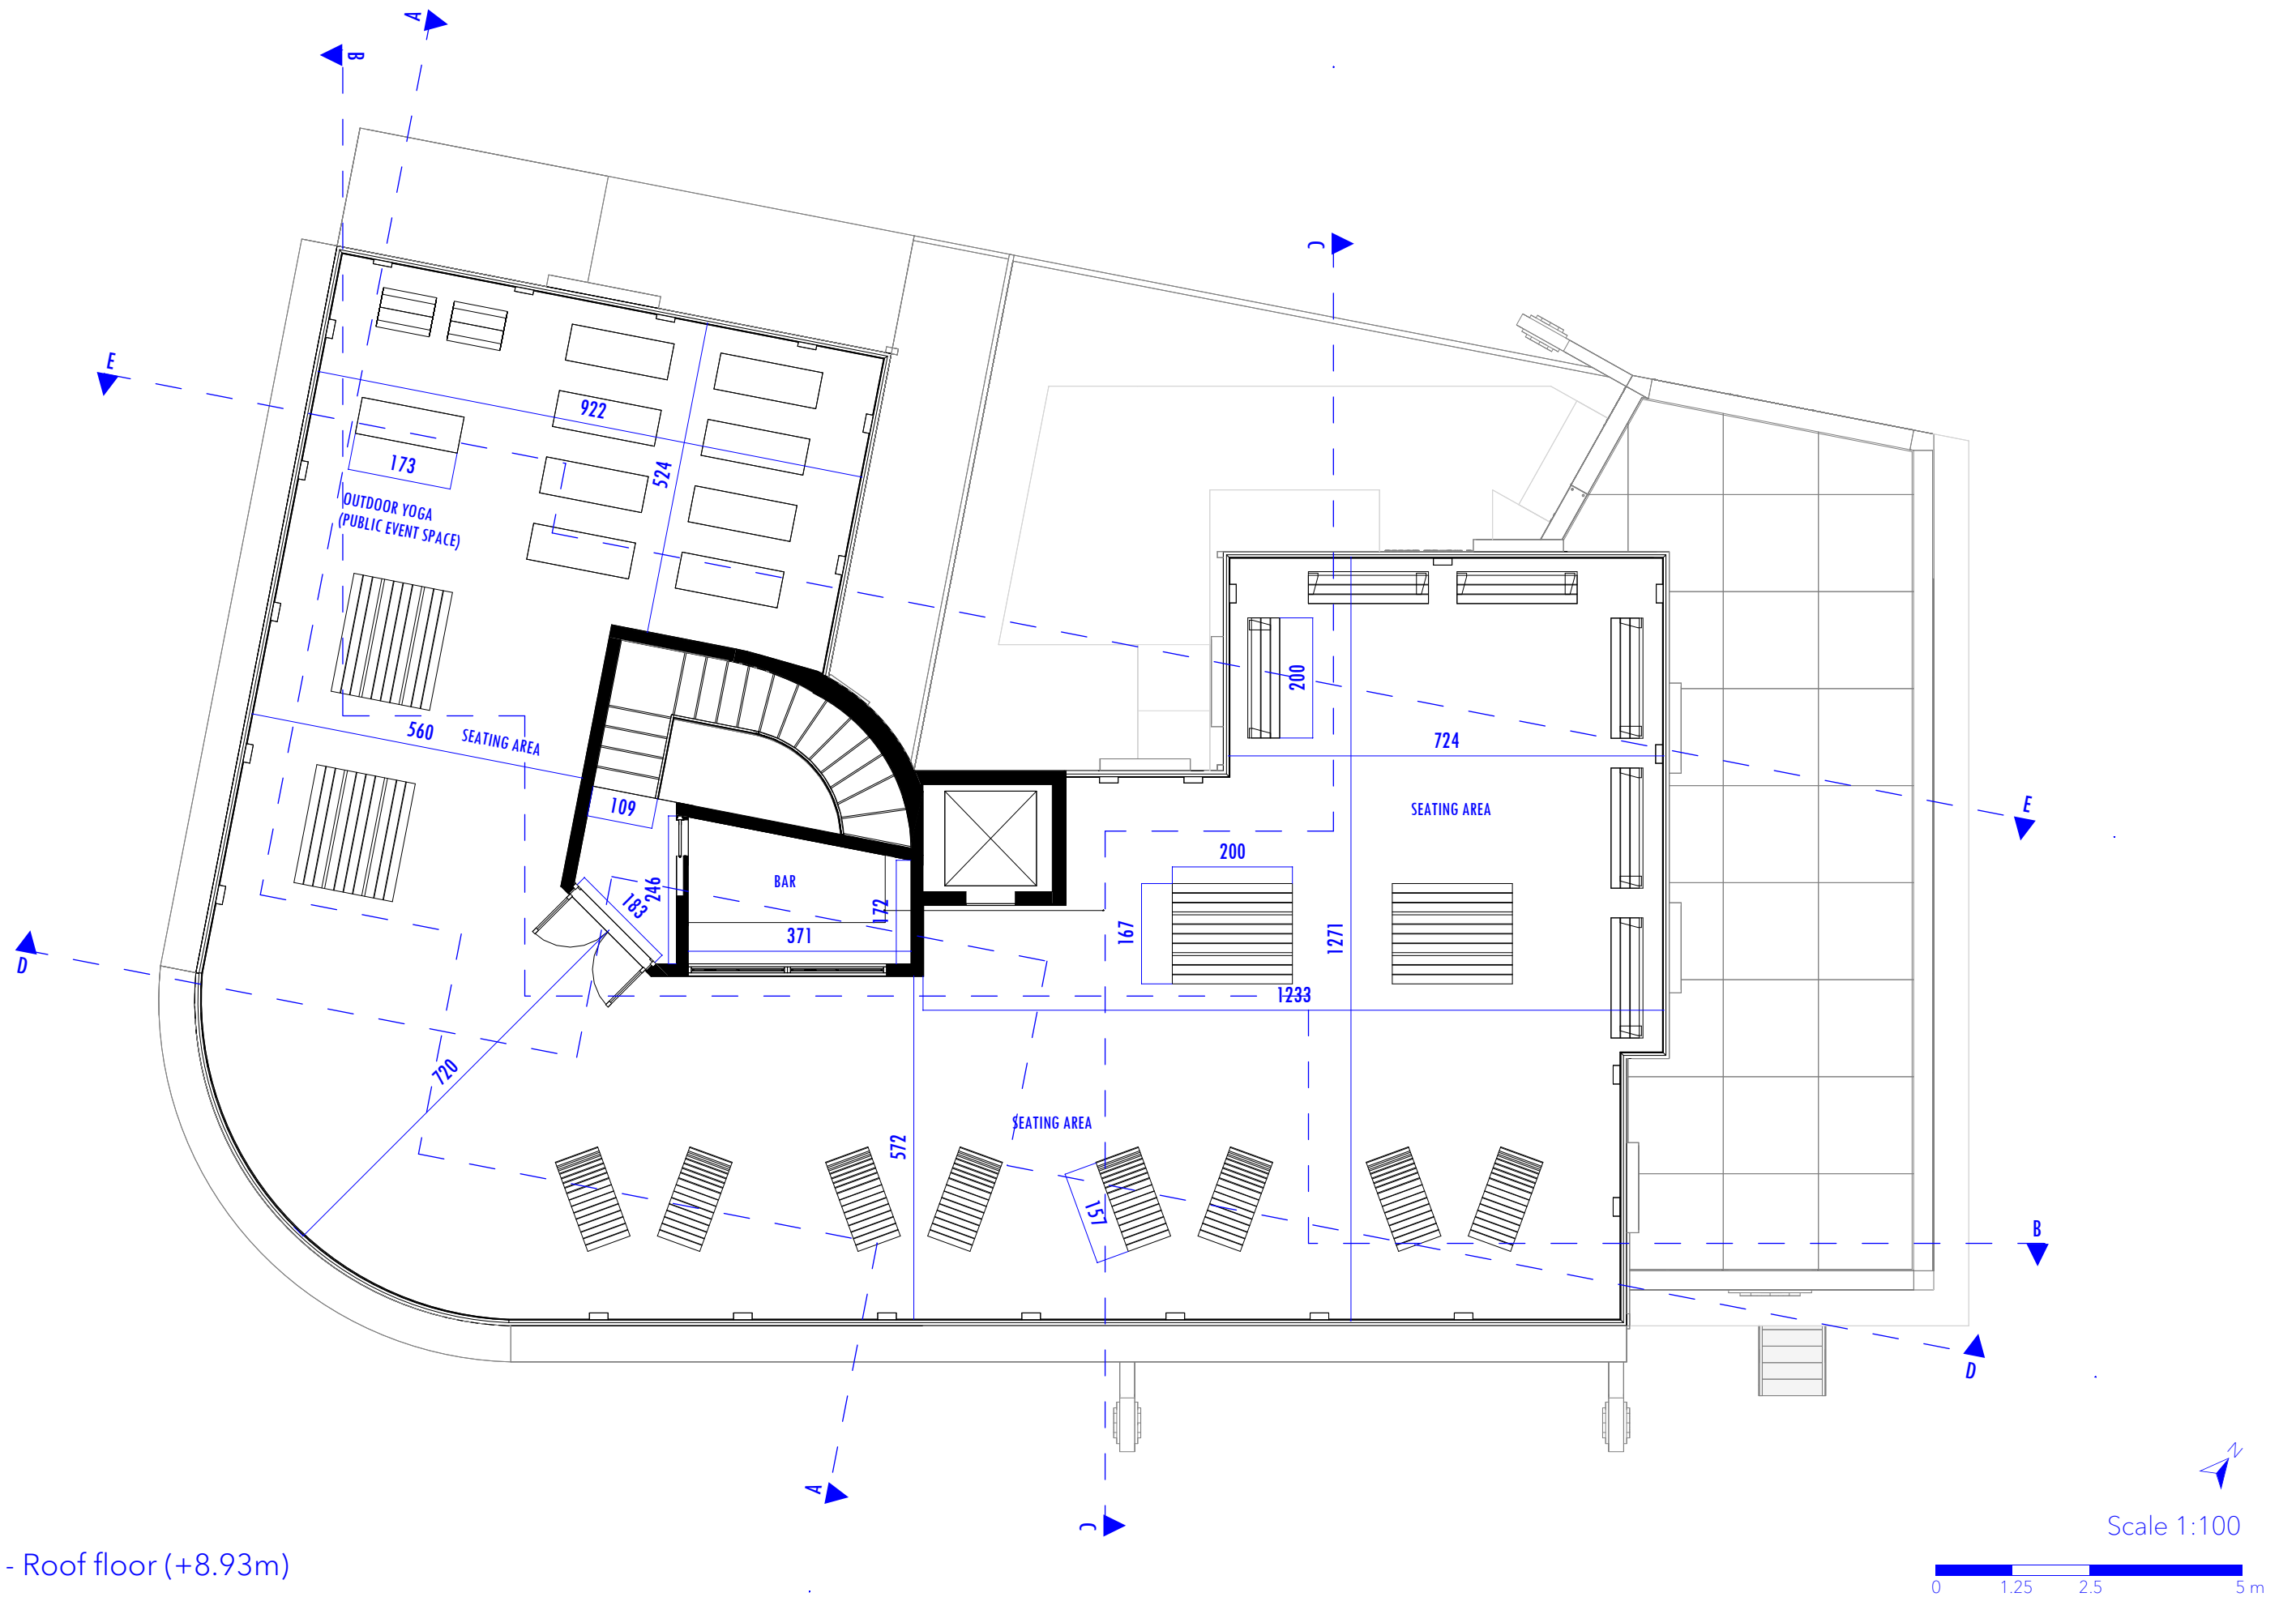 A
B
C
E
922
173
524
OUTDOOR YOGA
(PUBLIC EVENT SPACE)
200
560
SEATING AREA
724
109
SEATING AREA
E
200
BAR
246
183
172
167
371
1271
D
1233
720
SEATING AREA
572
157
B
D
A
C
N
Scale 1:100
- Roof floor (+8.93m)
0 1.25 2.5 5 m